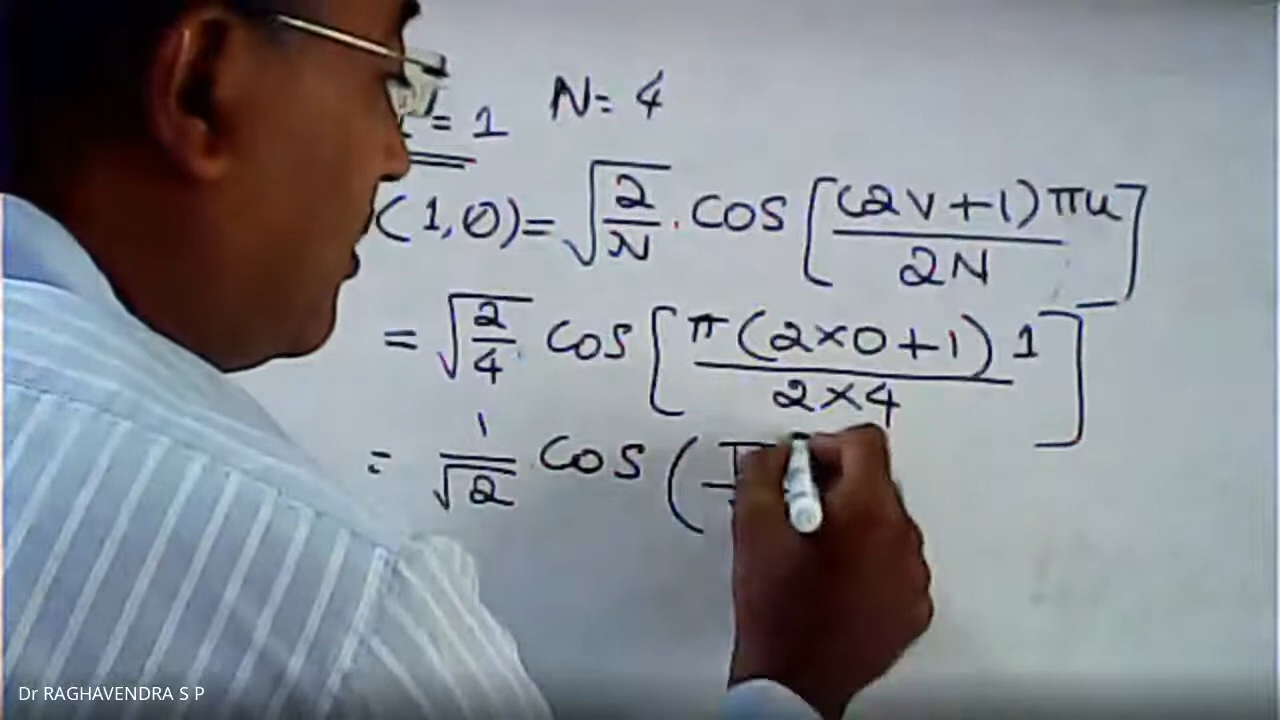 = 1 N= 4
(1,0) = √2/N . cos [(2v+1)πu / 2N]
= √2/4 cos [π(2×0+1)1 / 2×4]
= 1/√2 cos (π
Dr RAGHAVENDRA S P